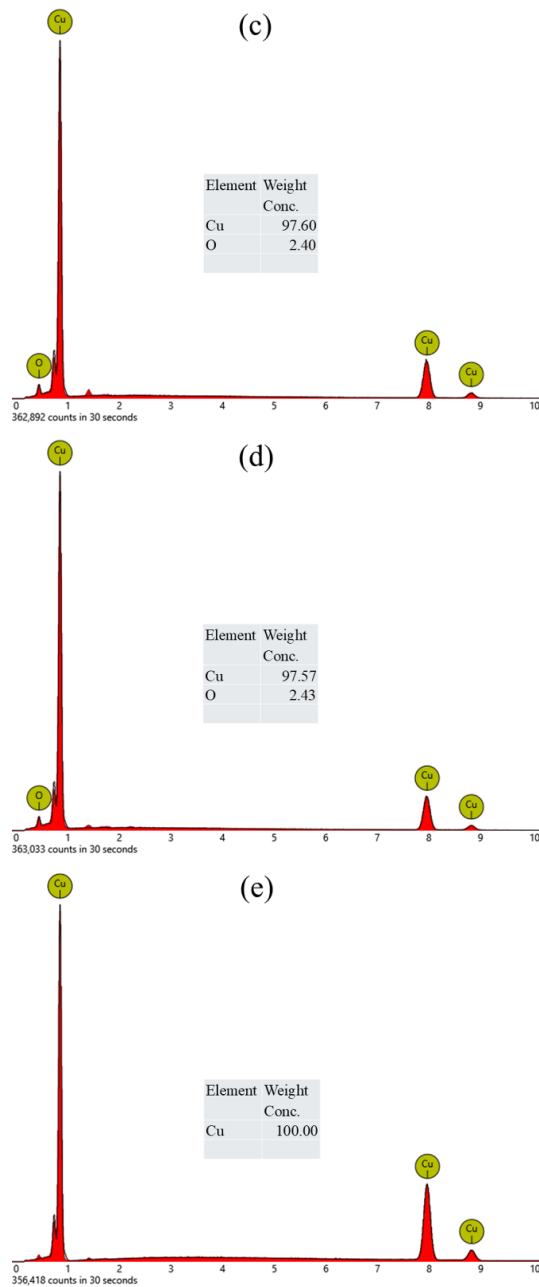 Cu
(c)
Element Weight
Conc.
Cu 97.60
O 2.40
O
Cu
Cu
0 1 2 3 4 5 6 7 8 9 10
362,892 counts in 30 seconds
Cu
(d)
Element Weight
Conc.
Cu 97.57
O 2.43
O
Cu
Cu
0 1 2 3 4 5 6 7 8 9 10
363,033 counts in 30 seconds
Cu
(e)
Element Weight
Conc.
Cu 100.00
Cu
Cu
0 1 2 3 4 5 6 7 8 9 10
356,418 counts in 30 seconds